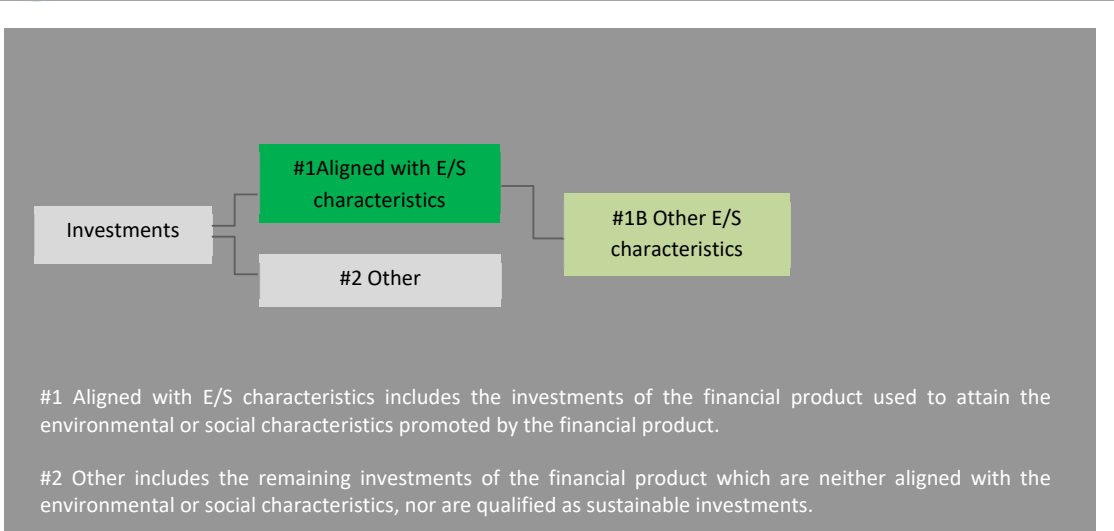 #1Aligned with E/S
characteristics
Investments
#1B Other E/S
characteristics
#2 Other
#1 Aligned with E/S characteristics includes the investments of the financial product used to attain the
environmental or social characteristics promoted by the financial product.
#2 Other includes the remaining investments of the financial product which are neither aligned with the
environmental or social characteristics, nor are qualified as sustainable investments.